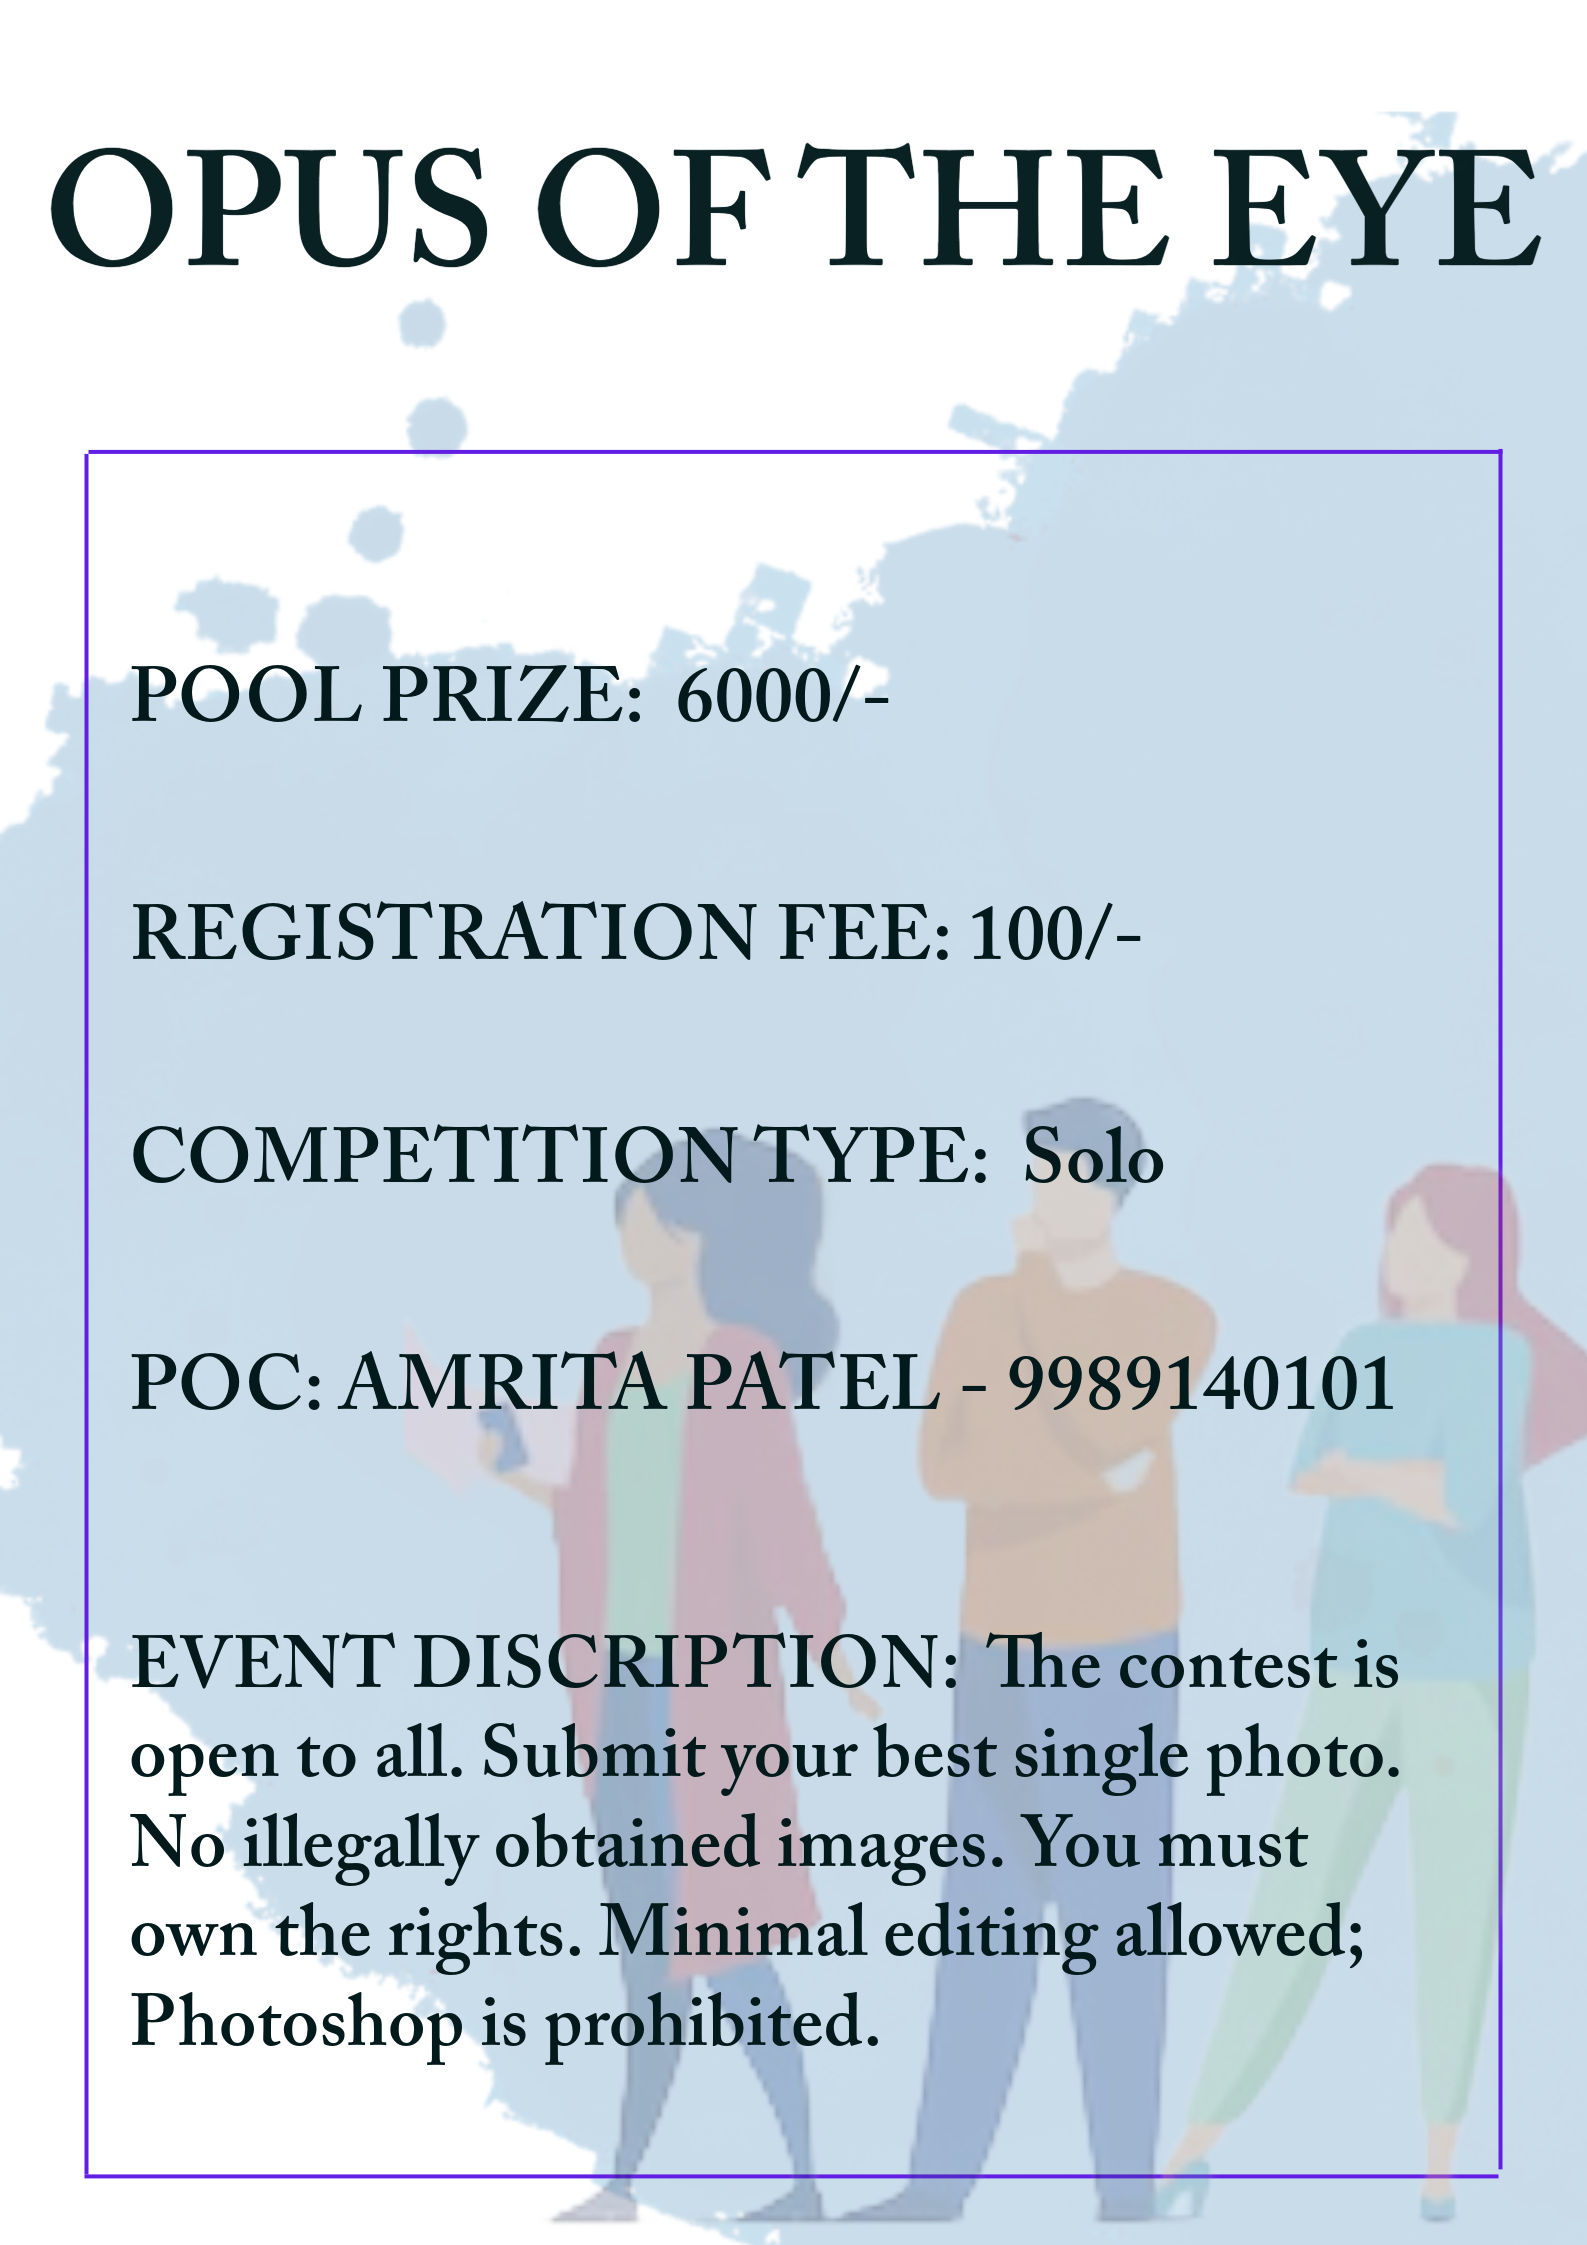 OPUS OF THE EYE
POOL PRIZE: 6000/-
REGISTRATION FEE: 100/-
COMPETITION TYPE: Solo
POC: AMRITA PATEL - 9989140101
EVENT DISCRIPTION: The contest is
open to all. Submit your best single photo.
No illegally obtained images. You must
own the rights. Minimal editing allowed;
Photoshop is prohibited.